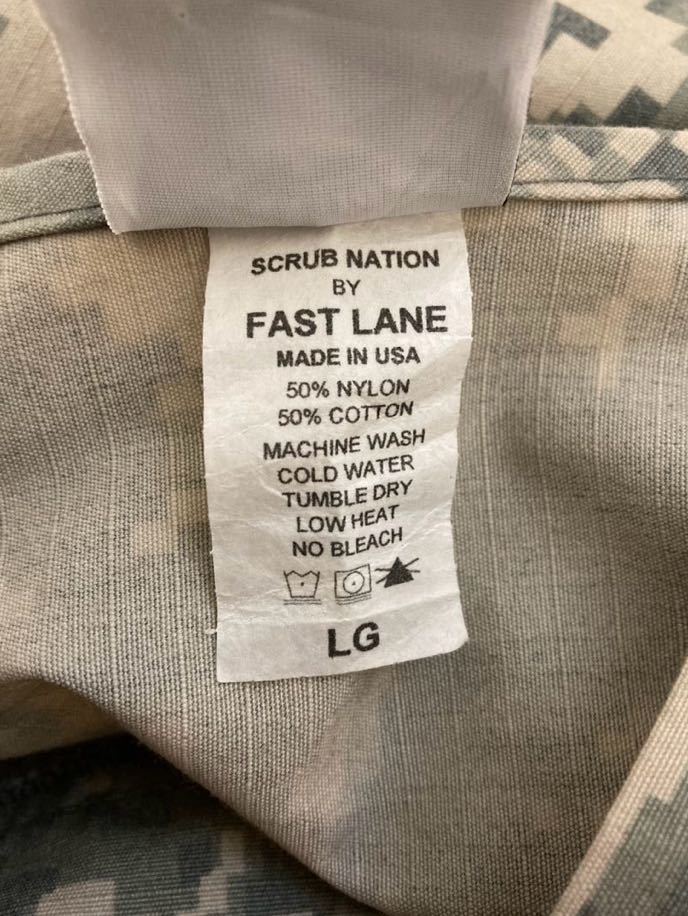 SCRUB NATION
BY
FAST LANE
MADE IN USA
50% NYLON
50% COTTON
MACHINE WASH
COLD WATER
TUMBLE DRY
LOW HEAT
NO BLEACH
LG